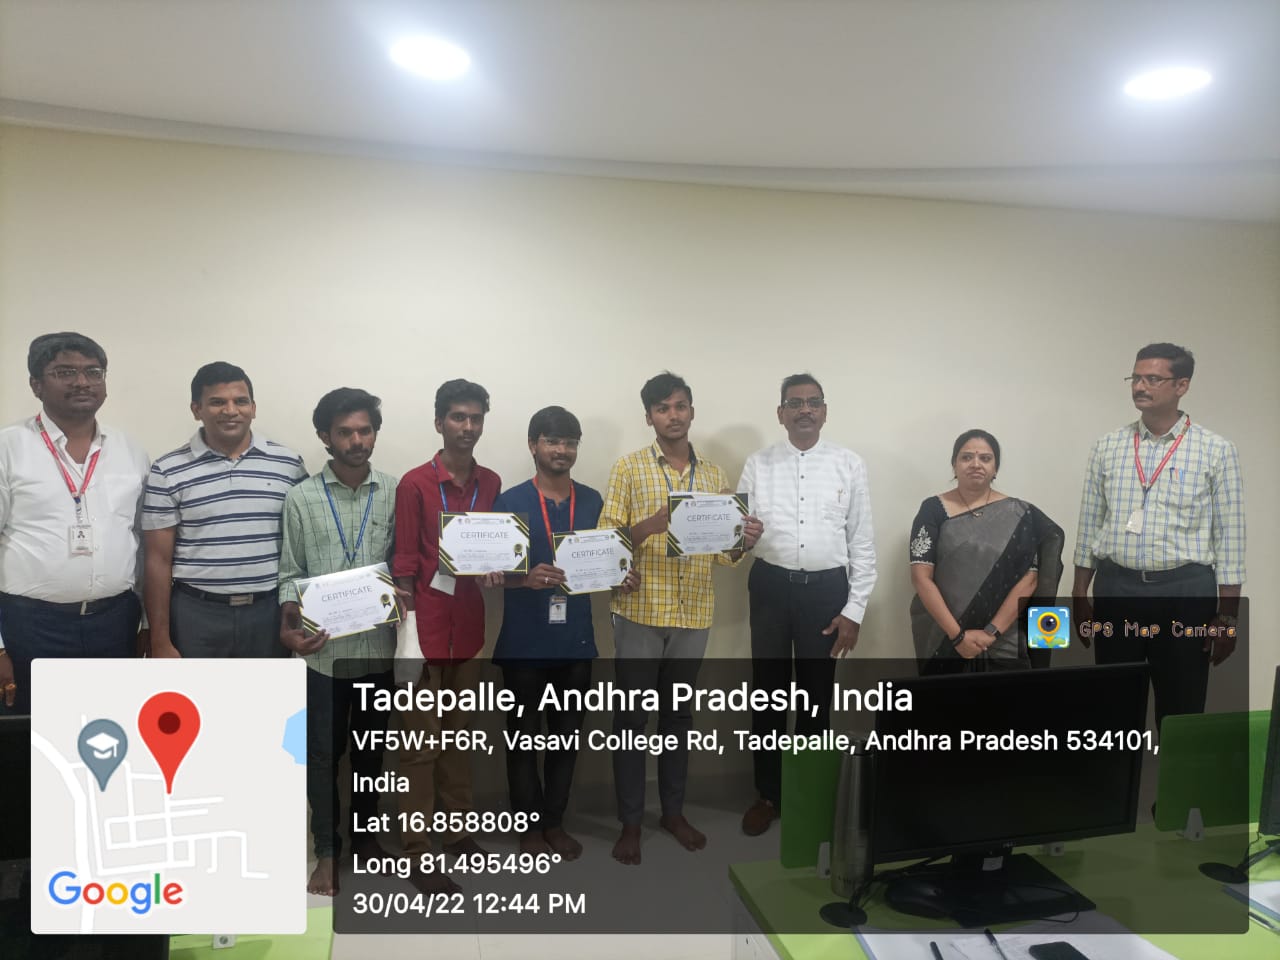 CERTIFICATE
CERTIFICATE
CERTIFICATE
CERTIFICATE
GPS Map Camera
Tadepalle, Andhra Pradesh, India
VF5W+F6R, Vasavi College Rd, Tadepalle, Andhra Pradesh 534101,
India
Lat 16.858808°
Long 81.495496°
30/04/22 12:44 PM
Google